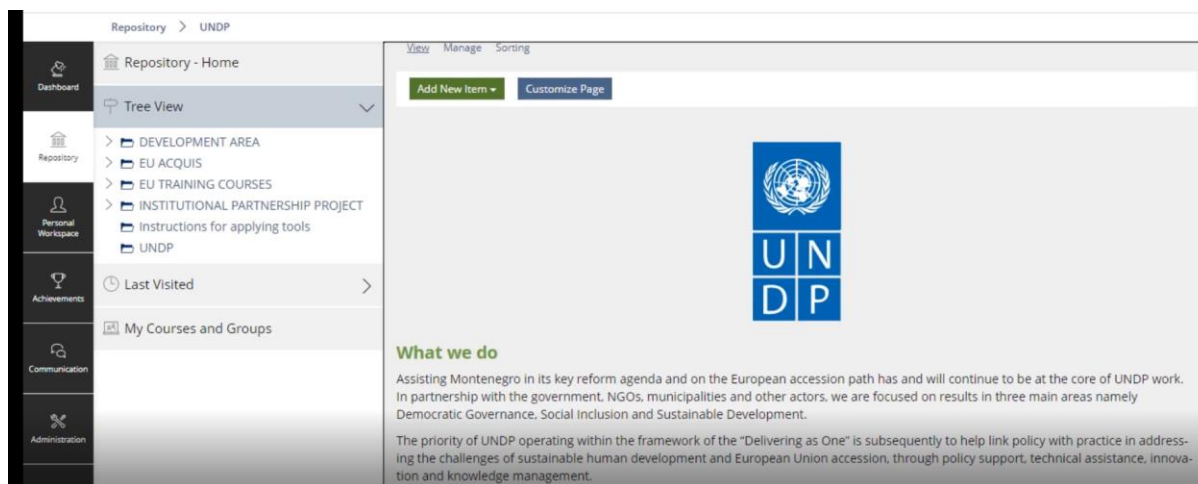 Repository > UNDP
Dashboard
Repository
Personal
Workspace
Achievements
Communication
Administration
Repository - Home
Tree View
DEVELOPMENT AREA
EU ACQUIS
EU TRAINING COURSES
INSTITUTIONAL PARTNERSHIP PROJECT
Instructions for applying tools
UNDP
Last Visited
My Courses and Groups
View Manage Sorting
Add New Item Customize Page
U N
D P
What we do
Assisting Montenegro in its key reform agenda and on the European accession path has and will continue to be at the core of UNDP work.
In partnership with the government, NGOs, municipalities and other actors, we are focused on results in three main areas namely
Democratic Governance, Social Inclusion and Sustainable Development.
The priority of UNDP operating within the framework of the “Delivering as One” is subsequently to help link policy with practice in address-
ing the challenges of sustainable human development and European Union accession, through policy support, technical assistance, innova-
tion and knowledge management.